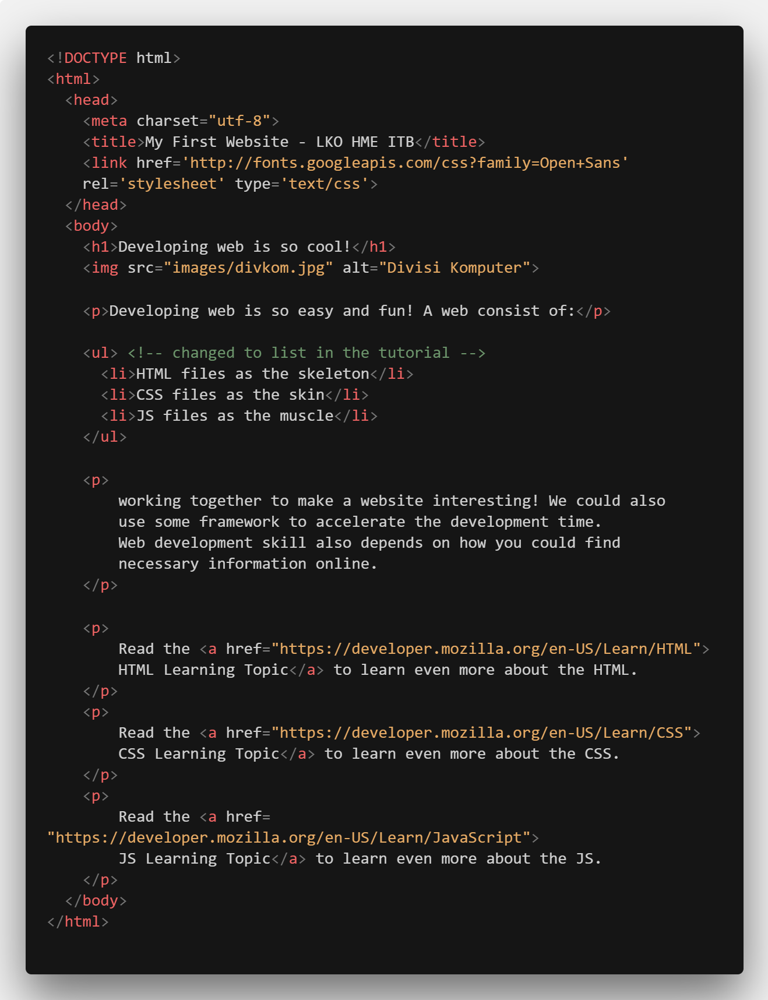 <!DOCTYPE html>
<html>
  <head>
    <meta charset="utf-8">
    <title>My First Website - LKO HME ITB</title>
    <link href='http://fonts.googleapis.com/css?family=Open+Sans'
    rel='stylesheet' type='text/css'>
  </head>
  <body>
    <h1>Developing web is so cool!</h1>
    <img src="images/divkom.jpg" alt="Divisi Komputer">

    <p>Developing web is so easy and fun! A web consist of:</p>

    <ul> <!-- changed to list in the tutorial -->
      <li>HTML files as the skeleton</li>
      <li>CSS files as the skin</li>
      <li>JS files as the muscle</li>
    </ul>

    <p>
        working together to make a website interesting! We could also
        use some framework to accelerate the development time.
        Web development skill also depends on how you could find
        necessary information online.
    </p>

    <p>
        Read the <a href="https://developer.mozilla.org/en-US/Learn/HTML">
        HTML Learning Topic</a> to learn even more about the HTML.
    </p>
    <p>
        Read the <a href="https://developer.mozilla.org/en-US/Learn/CSS">
        CSS Learning Topic</a> to learn even more about the CSS.
    </p>
    <p>
        Read the <a href=
"https://developer.mozilla.org/en-US/Learn/JavaScript">
        JS Learning Topic</a> to learn even more about the JS.
    </p>
  </body>
</html>